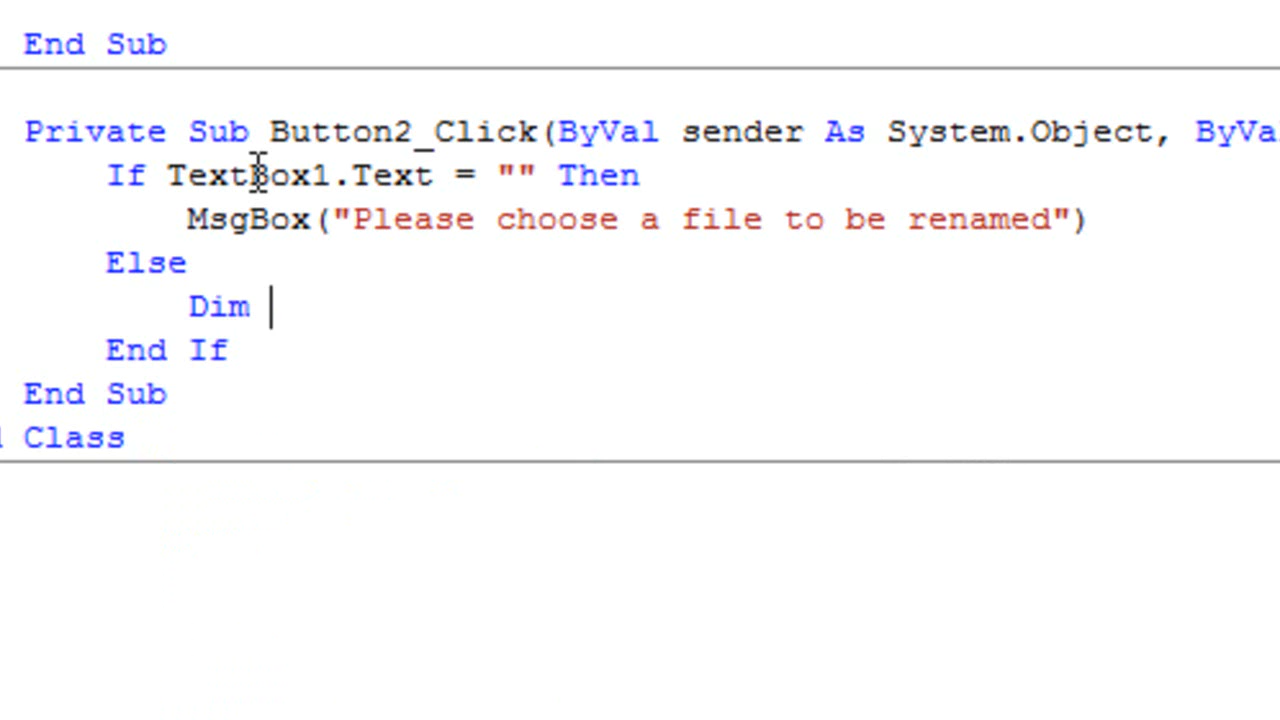 End Sub
Private Sub Button2_Click(ByVal sender As System.Object,
If TextBox1.Text = "" Then
MsgBox("Please choose a file to be renamed")
Else
Dim
End If
End Sub
Class